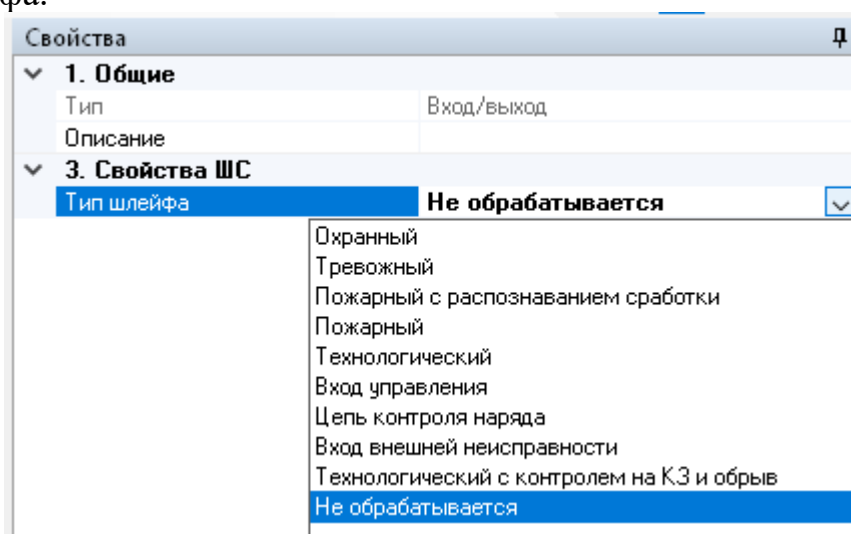 фа.
Свойства
1. Общие
Тип Вход/выход
Описание
3. Свойства ШС
Тип шлейфа Не обрабатывается
Охранный
Тревожный
Пожарный с распознаванием сработки
Пожарный
Технологический
Вход управления
Цепь контроля наряда
Вход внешней неисправности
Технологический с контролем на КЗ и обрыв
Не обрабатывается